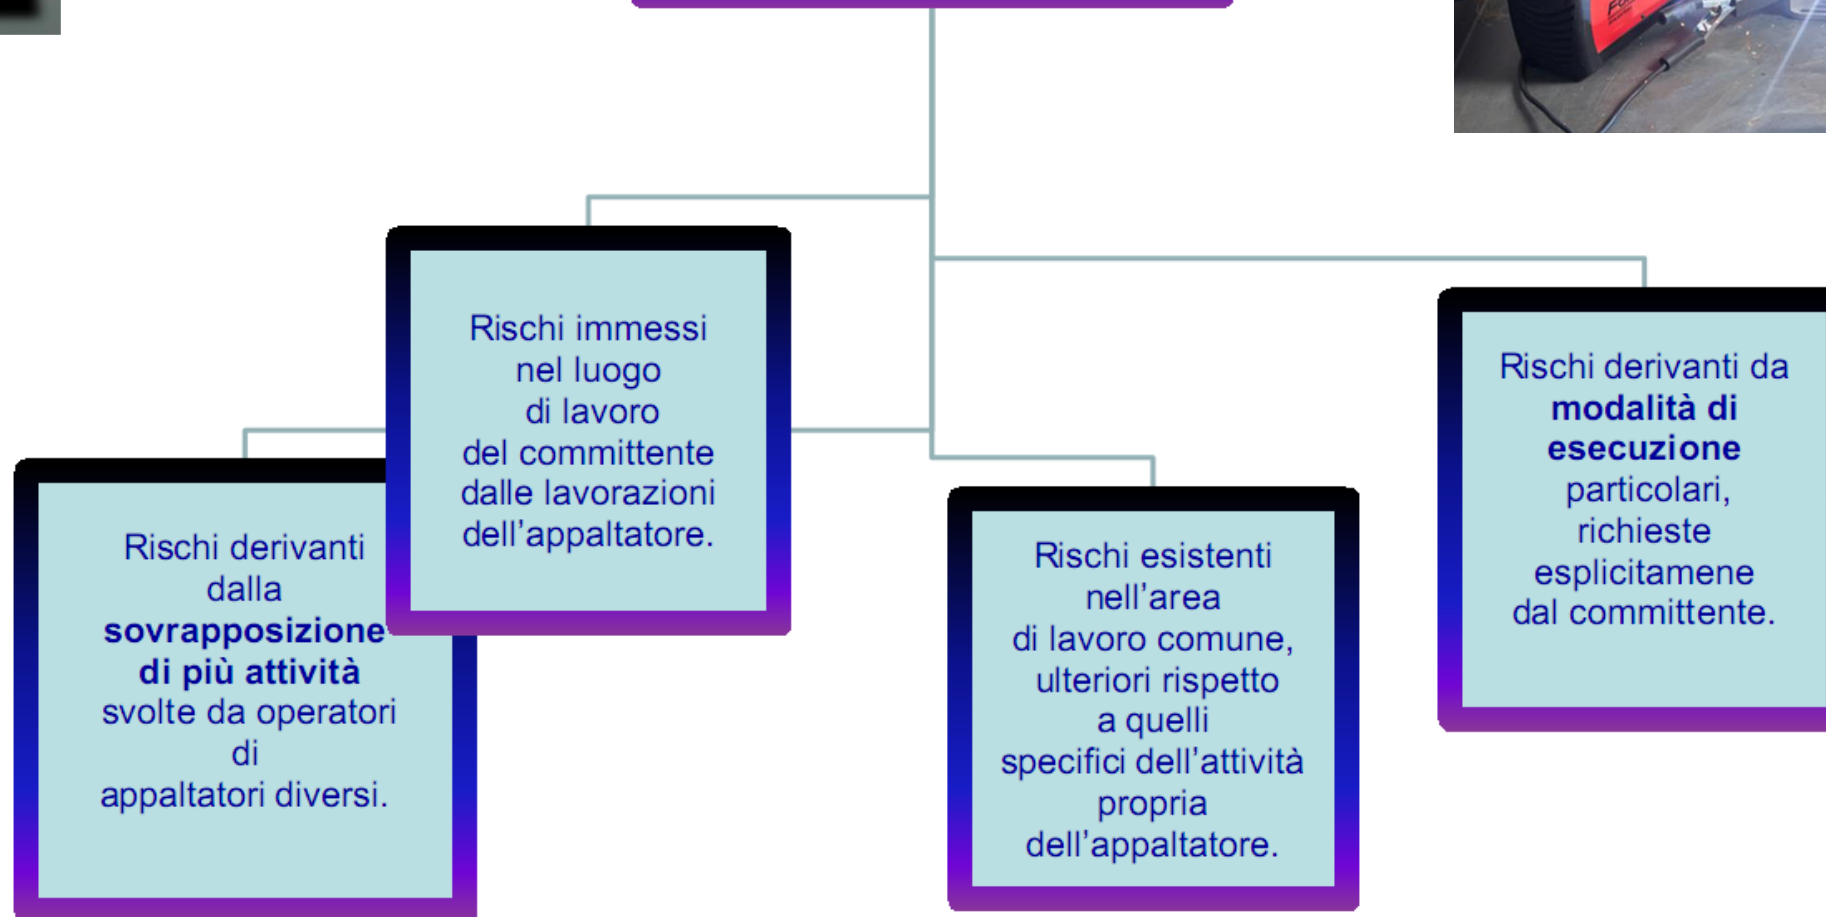 Rischi immessi
nel luogo
di lavoro
del committente
dalle lavorazioni
dell’appaltatore.
Rischi derivanti da
modalità di
esecuzione
particolari,
richieste
esplicitamene
dal committente.
Rischi derivanti
dalla
sovrapposizione
di più attività
svolte da operatori
di
appaltatori diversi.
Rischi esistenti
nell’area
di lavoro comune,
ulteriori rispetto
a quelli
specifici dell’attività
propria
dell’appaltatore.